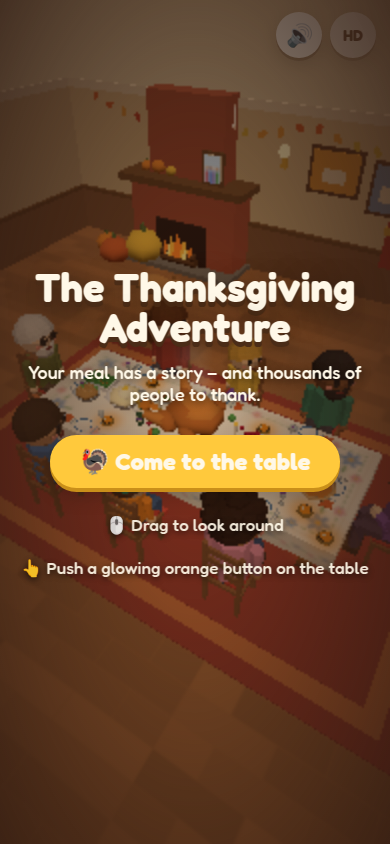 HD
The Thanksgiving
Adventure
Your meal has a story – and thousands of
people to thank.
🦃 Come to the table
🖱️ Drag to look around
👆 Push a glowing orange button on the table